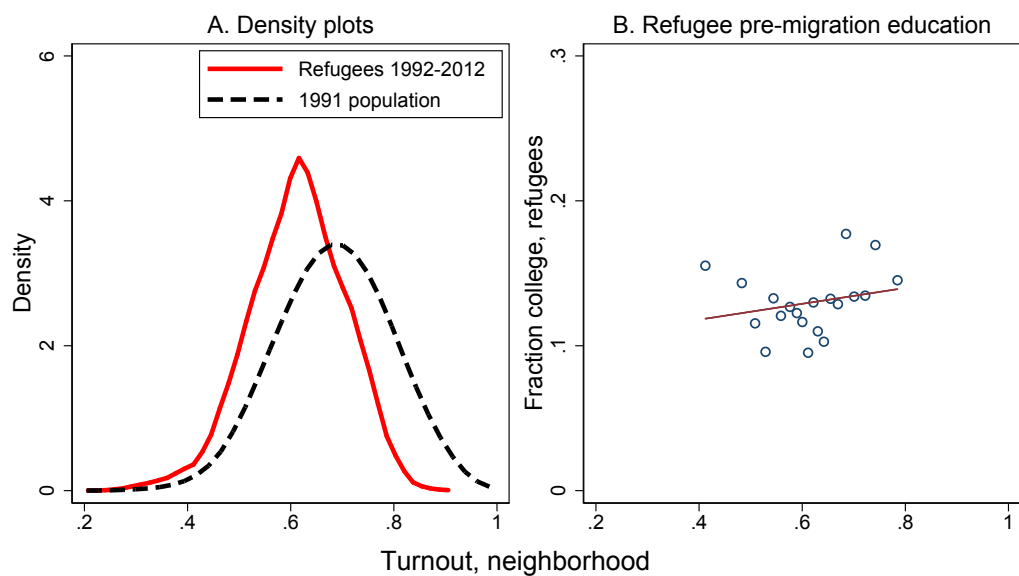 A. Density plots
Refugees 1992-2012
1991 population
Density
6
4
2
0
.2 .4 .6 .8 1
B. Refugee pre-migration education
Fraction college, refugees
.3
.2
.1
0
.2 .4 .6 .8 1
Turnout, neighborhood